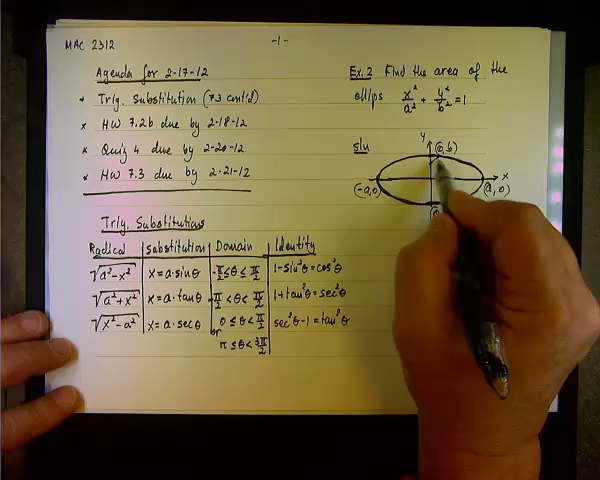 MAC 2312
-1-
Agenda for 2-17-12
* Trig. Substitution (7.3 cont'd)
* HW 7.2b due by 2-18-12
* Quiz 4 due by 2-20-12
* HW 7.3 due by 2-21-12
Trig. Substitutions
Radical | substitution | Domain | Identity
√(a²-x²) | x = a·sinθ | -π/2 ≤ θ ≤ π/2 | 1-sin²θ = cos²θ
√(a²+x²) | x = a·tanθ | -π/2 < θ < π/2 | 1+tan²θ = sec²θ
√(x²-a²) | x = a·secθ | 0 ≤ θ < π/2 | sec²θ-1 = tan²θ
or
π ≤ θ < 3π/2
Ex. 2 Find the area of the
ellips x²/a² + y²/b² = 1
sln
y
(0,b)
x
(-a,0)
(a,0)